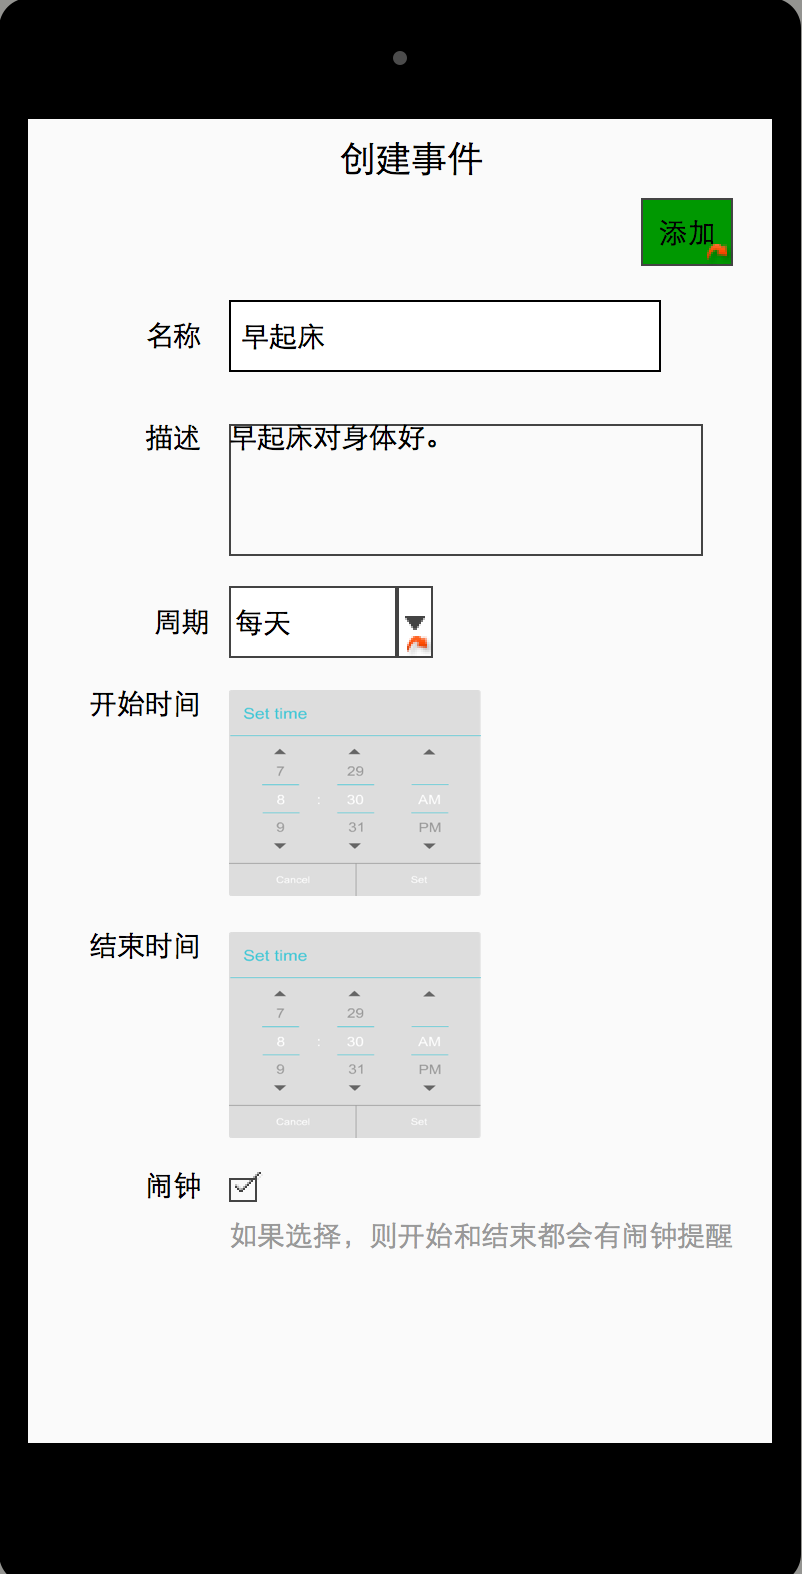 创建事件
添加
名称 早起床
描述 早起床对身体好。
周期 每天
开始时间
Set time
7 29
8 : 30 AM
9 31 PM
Cancel Set
结束时间
Set time
7 29
8 : 30 AM
9 31 PM
Cancel Set
闹钟
如果选择，则开始和结束都会有闹钟提醒